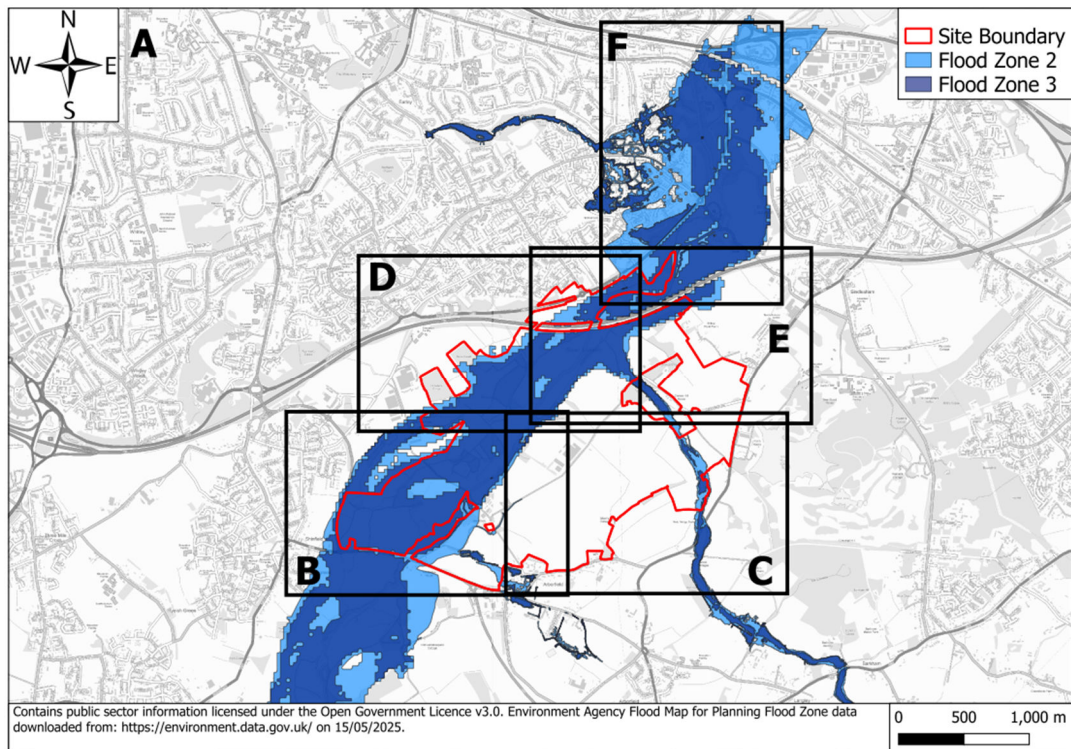 N
W E
S
A
F
Site Boundary
Flood Zone 2
Flood Zone 3
D
E
B
C
Contains public sector information licensed under the Open Government Licence v3.0. Environment Agency Flood Map for Planning Flood Zone data
downloaded from: https://environment.data.gov.uk/ on 15/05/2025.
0 500 1,000 m